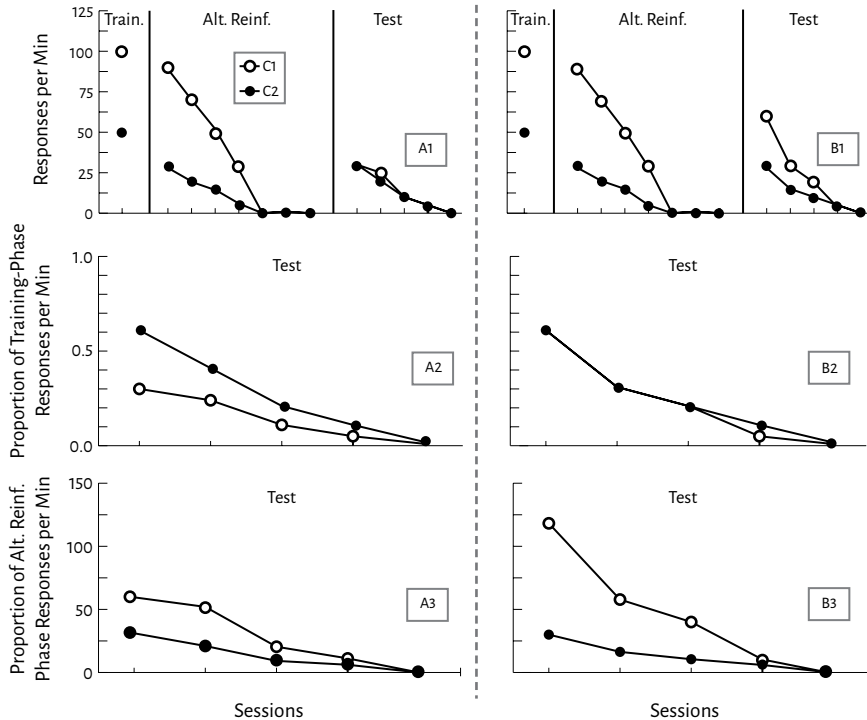 Train. Alt. Reinf. Test
Train. Alt. Reinf. Test
Responses per Min
125
100
75
50
25
0
C1
C2
A1
B1
Proportion of Training-Phase
Responses per Min
1.0
0.5
0.0
Test
A2
Test
B2
Proportion of Alt. Reinf.
Phase Responses per Min
150
100
50
0
Test
A3
Test
B3
Sessions
Sessions